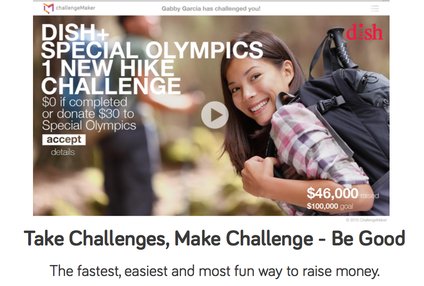 challengeMaker
Gabby Garcia has challenged you!
DISH+
SPECIAL OLYMPICS
1 NEW HIKE
CHALLENGE
$0 if completed
or donate $30 to
Special Olympics
accept
details
dish
$46,000 raised
$100,000 goal
© 2015 ChallengeMaker
Take Challenges, Make Challenge - Be Good
The fastest, easiest and most fun way to raise money.